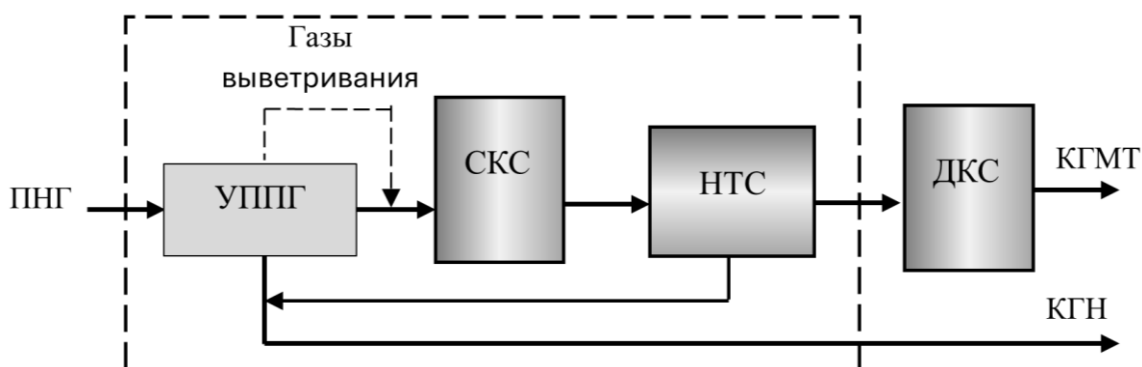 Газы
выветривания
ПНГ
УППГ
СКС
НТС
ДКС
КГМТ
КГН